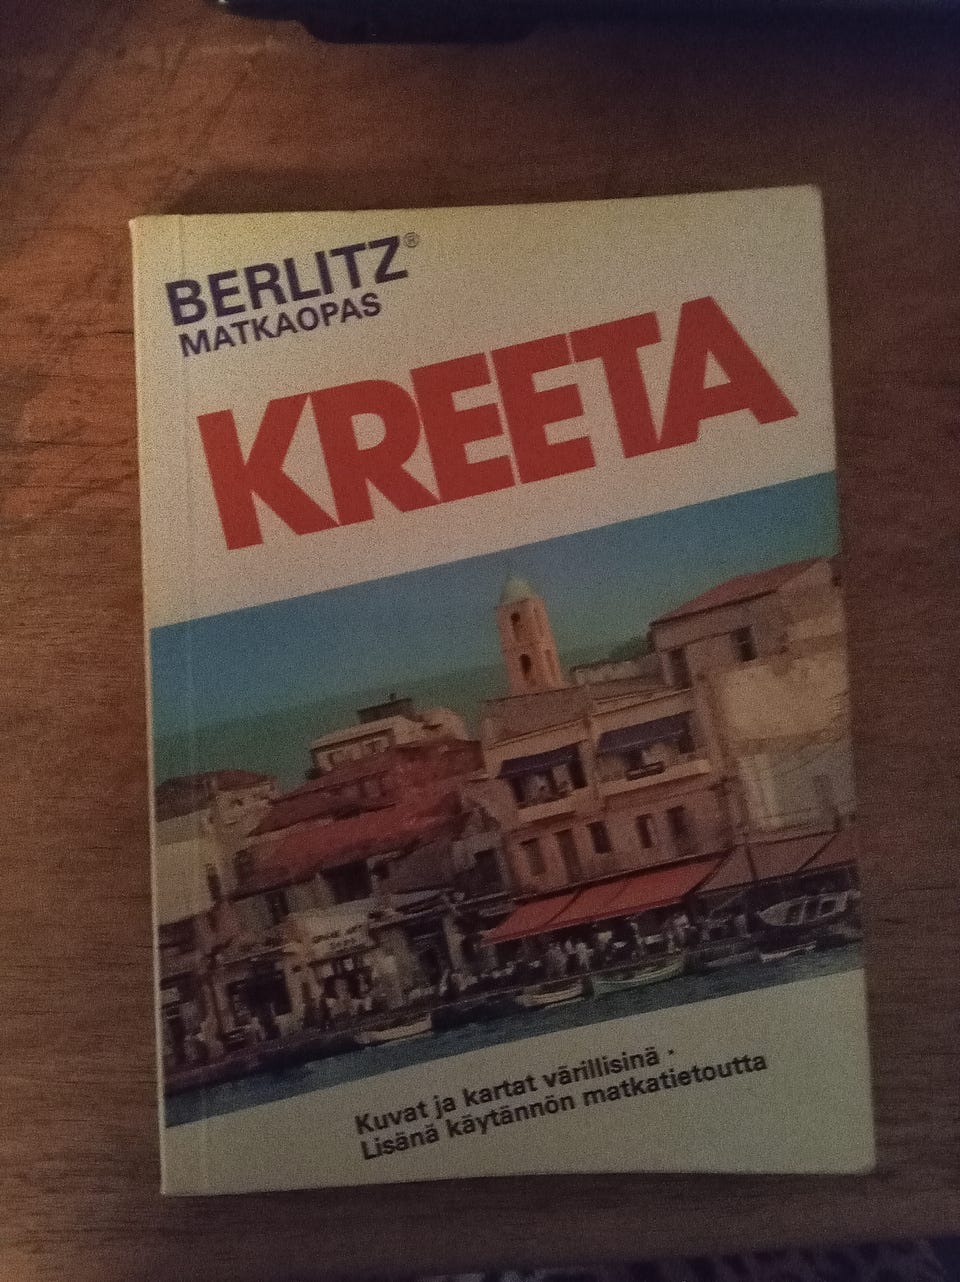 BERLITZ®
MATKAOPAS
KREETA
Kuvat ja kartat värillisinä ·
Lisänä käytännön matkatietoutta